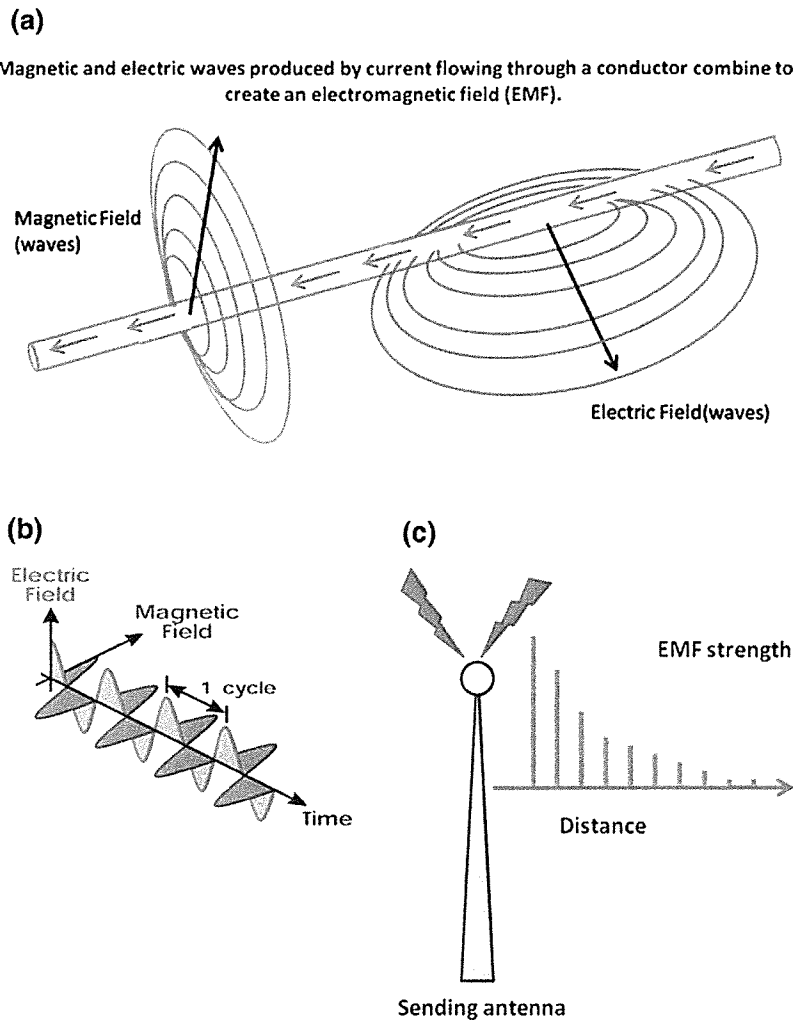 (a)
Magnetic and electric waves produced by current flowing through a conductor combine to
create an electromagnetic field (EMF).
Magnetic Field
(waves)
Electric Field(waves)
(b)
Electric
Field
Magnetic
Field
1 cycle
Time
(c)
EMF strength
Distance
Sending antenna